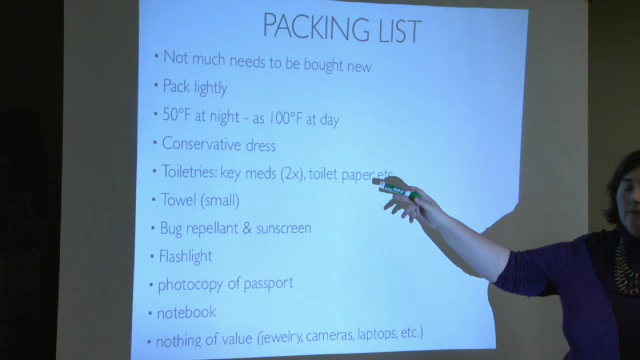 PACKING LIST
• Not much needs to be bought new
• Pack lightly
• 50°F at night - as 100°F at day
• Conservative dress
• Toiletries: key meds (2x), toilet paper, etc.
• Towel (small)
• Bug repellant & sunscreen
• Flashlight
• photocopy of passport
• notebook
• nothing of value (jewelry, cameras, laptops, etc.)